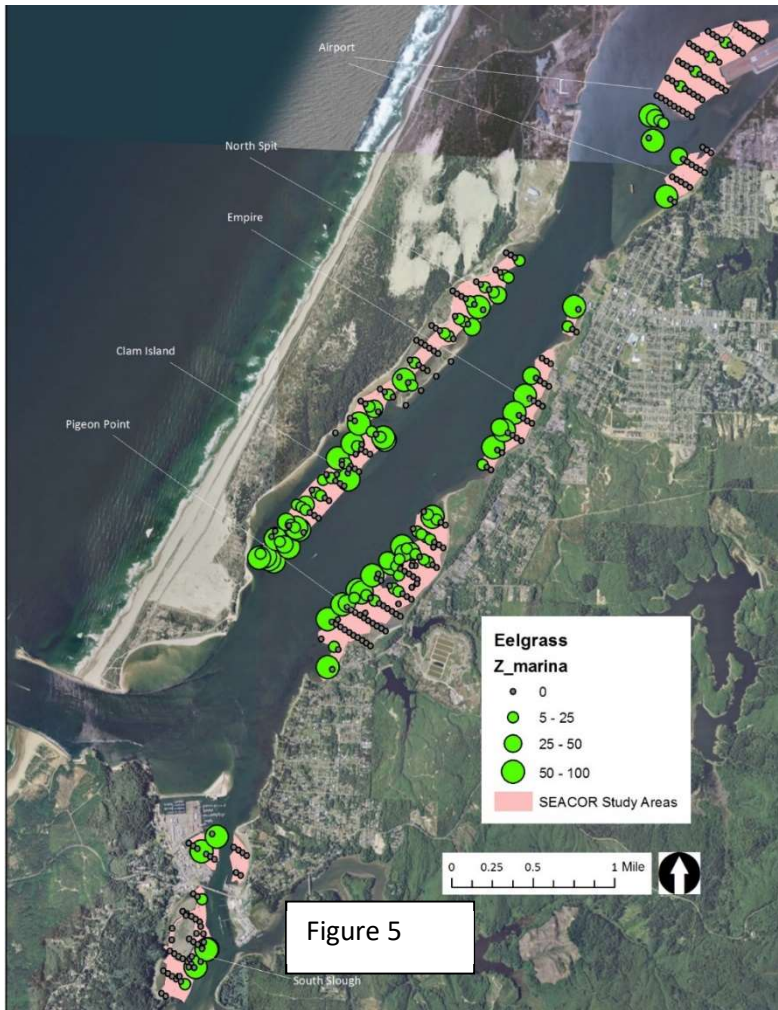 Airport
North Spit
Empire
Clam Island
Pigeon Point
Eelgrass
Z_marina
0
5 - 25
25 - 50
50 - 100
SEACOR Study Areas
0 0.25 0.5 1 Mile
Figure 5
South Slough